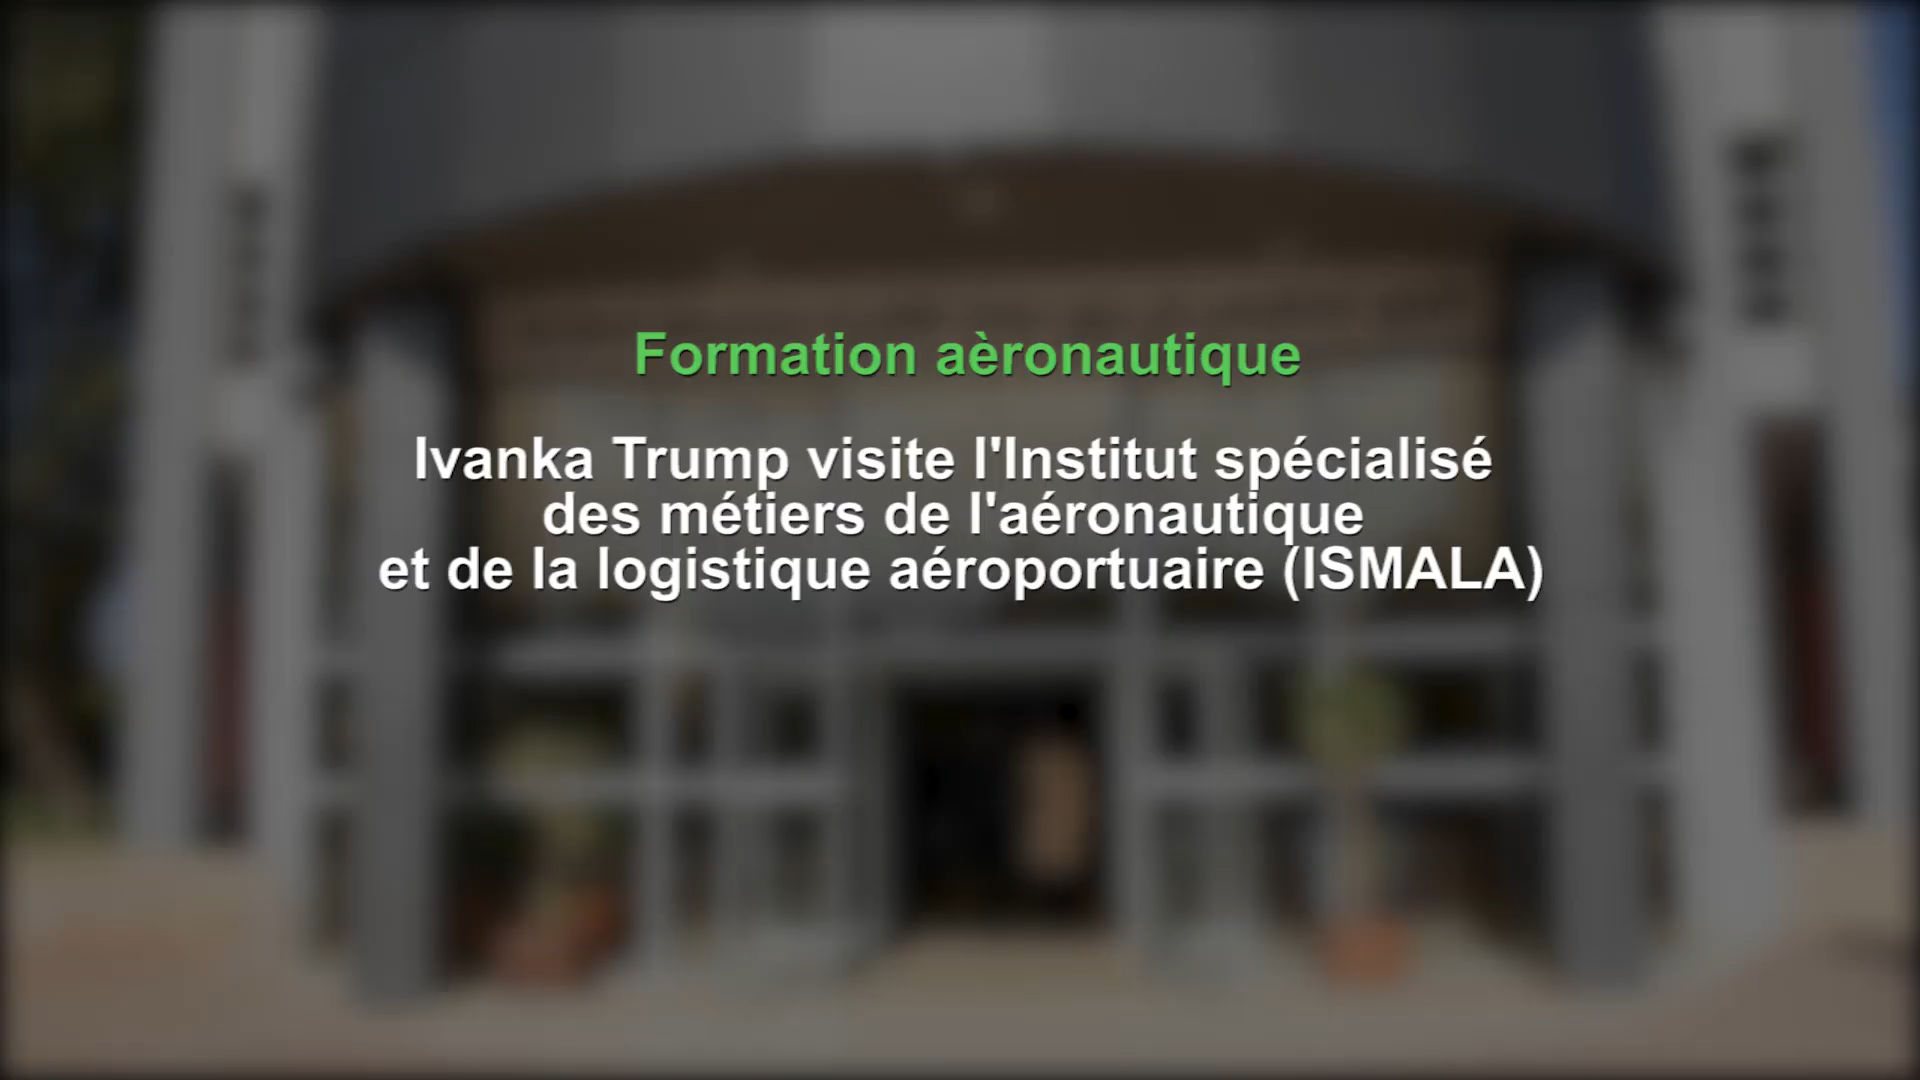 Formation aèronautique
Ivanka Trump visite l'Institut spécialisé
des métiers de l'aéronautique
et de la logistique aéroportuaire (ISMALA)